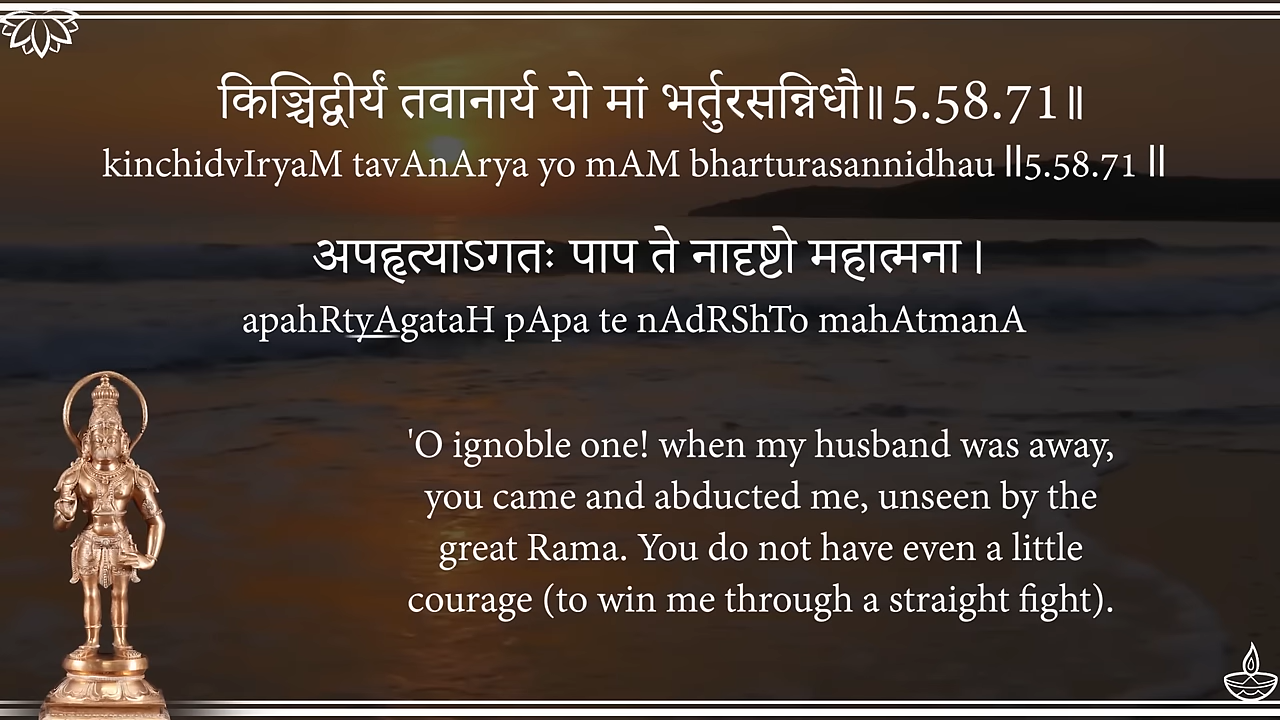 किञ्चिद्वीर्यं तवानार्य यो मां भर्तुरसन्निधौ॥5.58.71॥
kinchidvIryaM tavAnArya yo mAM bharturasannidhau ||5.58.71 ||
अपहृत्याऽगतः पाप ते नादृष्टो महात्मना।
apahRtyAgataH pApa te nAdRShTo mahAtmanA
'O ignoble one! when my husband was away,
you came and abducted me, unseen by the
great Rama. You do not have even a little
courage (to win me through a straight fight).